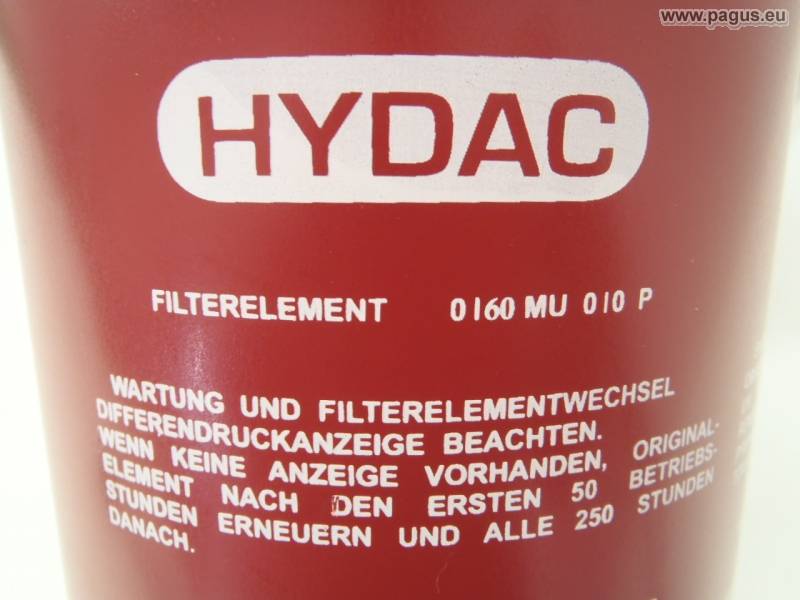 www.pagus.eu
HYDAC
FILTERELEMENT 0160 MU 010 P
WARTUNG UND FILTERELEMENTWECHSEL
DIFFERENDRUCKANZEIGE BEACHTEN.
WENN KEINE ANZEIGE VORHANDEN, ORIGINAL-
ELEMENT NACH DEN ERSTEN 50 BETRIEBS-
STUNDEN ERNEUERN UND ALLE 250 STUNDEN
DANACH.